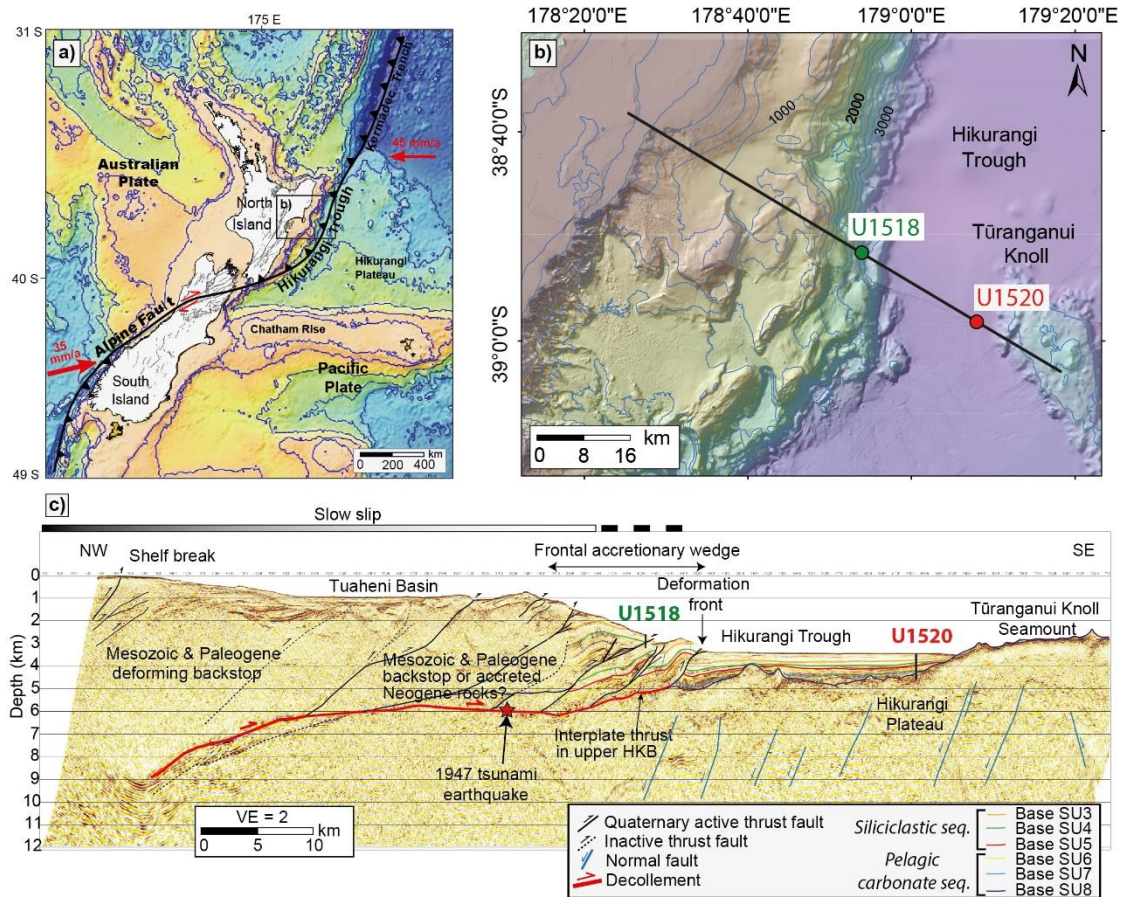 175 E
31 S
a)
Kermadec Trench
Australian
Plate
45 mm/a
North
Island
b)
Hikurangi Trough
Hikurangi
Plateau
40 S
Alpine Fault
Chatham Rise
35
mm/a
Pacific
Plate
South
Island
km
0 200 400
49 S
178°20'0"E 178°40'0"E 179°0'0"E 179°20'0"E
b)
N
38°40'0"S
1000
2000
3000
Hikurangi
Trough
U1518
Tūranganui
Knoll
U1520
39°0'0"S
km
0 8 16
c)
Slow slip
NW
Shelf break
Frontal accretionary wedge
SE
Deformation
front
Tuaheni Basin
U1518
Hikurangi Trough
U1520
Tūranganui Knoll
Seamount
Mesozoic & Paleogene
deforming backstop
Mesozoic & Paleogene
backstop or accreted
Neogene rocks?
Hikurangi
Plateau
Interplate thrust
in upper HKB
1947 tsunami
earthquake
Depth (km)
0
1
2
3
4
5
6
7
8
9
10
11
12
VE = 2
km
0 5 10
Quaternary active thrust fault
Inactive thrust fault
Normal fault
Decollement
Siliciclastic seq.
Pelagic
carbonate seq.
Base SU3
Base SU4
Base SU5
Base SU6
Base SU7
Base SU8